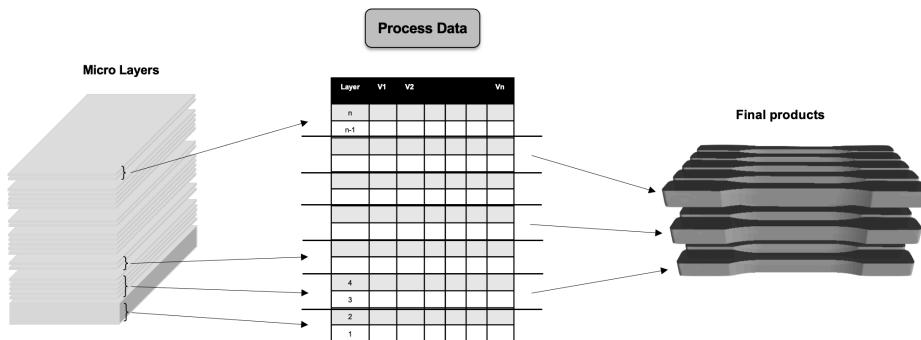 Process Data
Micro Layers
Final products
Layer V1 V2 Vn
n
n-1
4
3
2
1